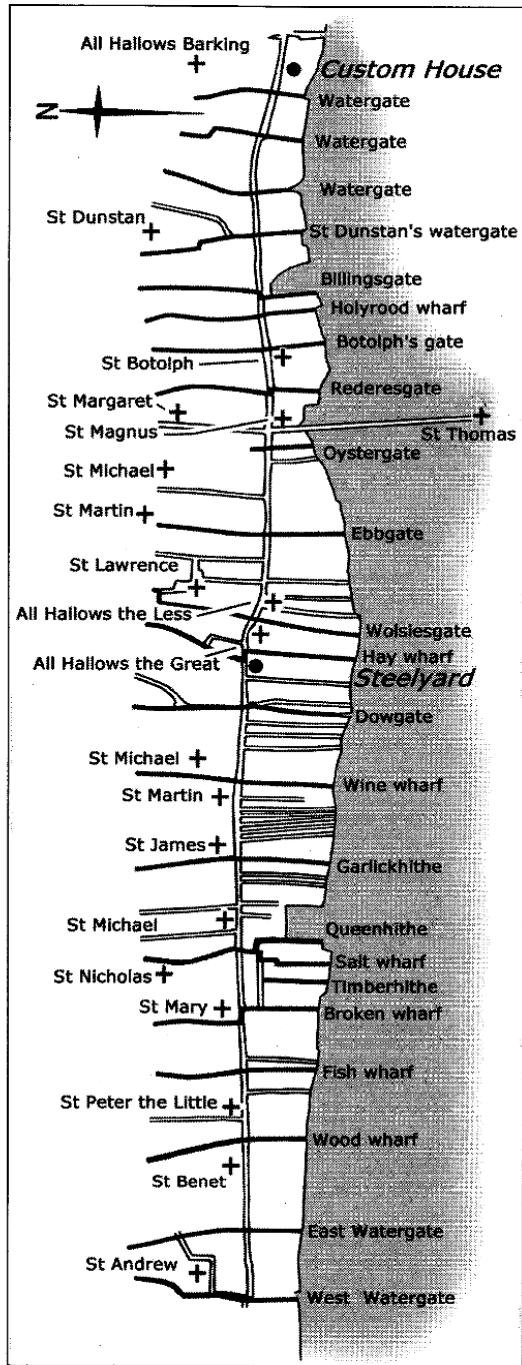 All Hallows Barking
Custom House
N
Watergate
Watergate
Watergate
St Dunstan
St Dunstan's watergate
Billingsgate
Holyrood wharf
Botolph's gate
St Botolph
Rederesgate
St Margaret
St Magnus
St Thomas
Oystergate
St Michael
St Martin
Ebbgate
St Lawrence
All Hallows the Less
Wolsiesgate
Hay wharf
All Hallows the Great
Steelyard
Dowgate
St Michael
Wine wharf
St Martin
St James
Garlickhithe
St Michael
Queenhithe
Salt wharf
St Nicholas
Timberhithe
St Mary
Broken wharf
Fish wharf
St Peter the Little
Wood wharf
St Benet
East Watergate
St Andrew
West Watergate